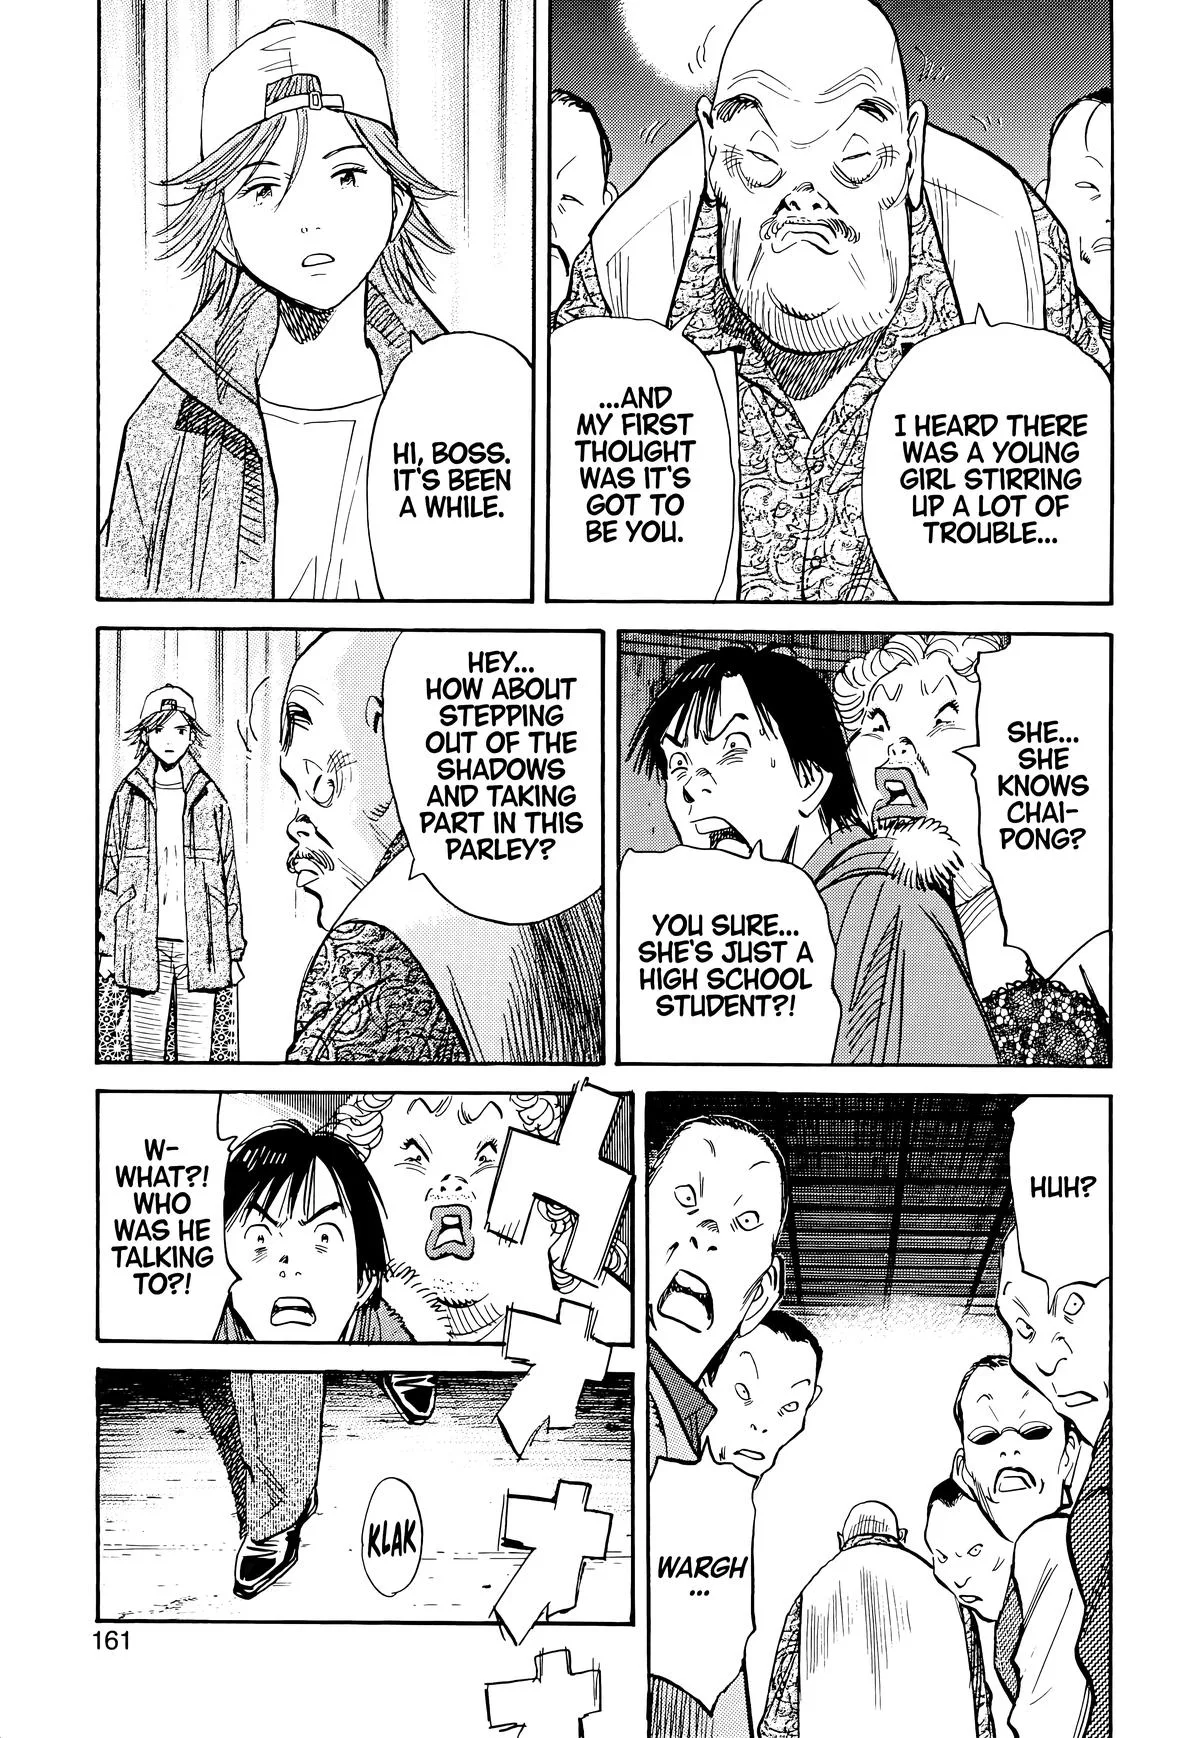 I HEARD THERE
WAS A YOUNG
GIRL STIRRING
UP A LOT OF
TROUBLE...
...AND
MY FIRST
THOUGHT
WAS IT'S
GOT TO
BE YOU.
HI, BOSS.
IT'S BEEN
A WHILE.
SHE...
SHE
KNOWS
CHAI-
PONG?
YOU SURE...
SHE'S JUST A
HIGH SCHOOL
STUDENT?!
HEY...
HOW ABOUT
STEPPING
OUT OF THE
SHADOWS
AND TAKING
PART IN THIS
PARLEY?
HUH?
WARGH
...
W-
WHAT?!
WHO
WAS HE
TALKING
TO?!
KLAK
161